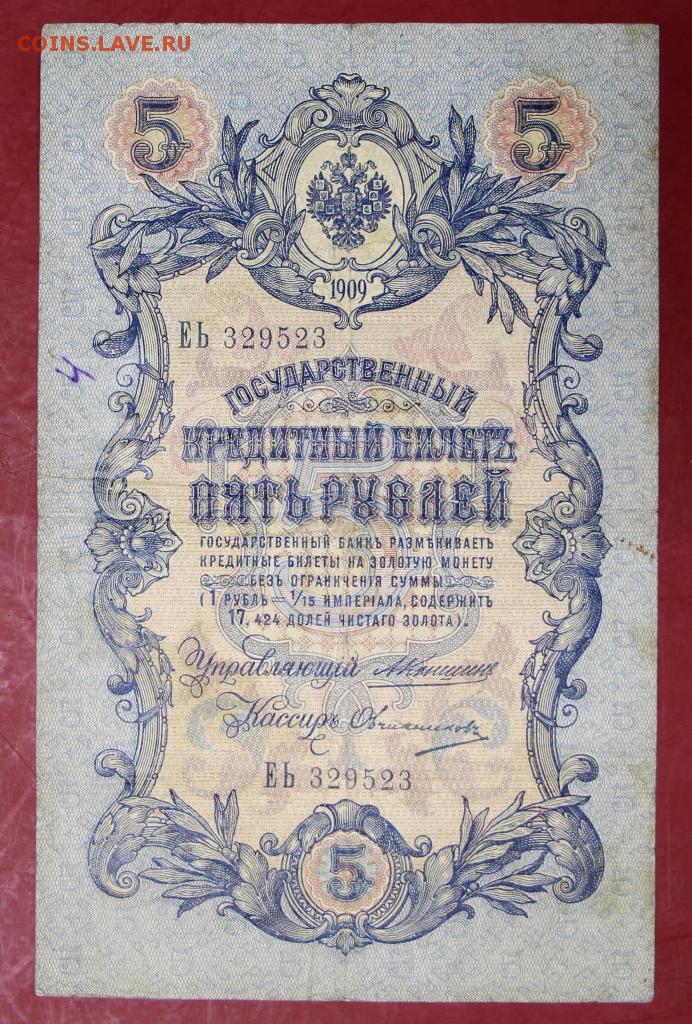 COINS.LAVE.RU
5 5
1909
ЕЬ 329523
ч
ГОСУДАРСТВЕННЫЙ
КРЕДИТНЫЙ БИЛЕТЪ
ПЯТЬ РУБЛЕЙ
ГОСУДАРСТВЕННЫЙ БАНКЪ РАЗМѢНИВАЕТЪ
КРЕДИТНЫЕ БИЛЕТЫ НА ЗОЛОТУЮ МОНЕТУ
БЕЗЪ ОГРАНИЧЕНІЯ СУММЫ
(1 РУБЛЬ = 1/15 ИМПЕРІАЛА, СОДЕРЖИТЪ
17,424 ДОЛЕЙ ЧИСТАГО ЗОЛОТА).
Управляющій АКоншинъ
Кассиръ Овчинниковъ
ЕЬ 329523
5